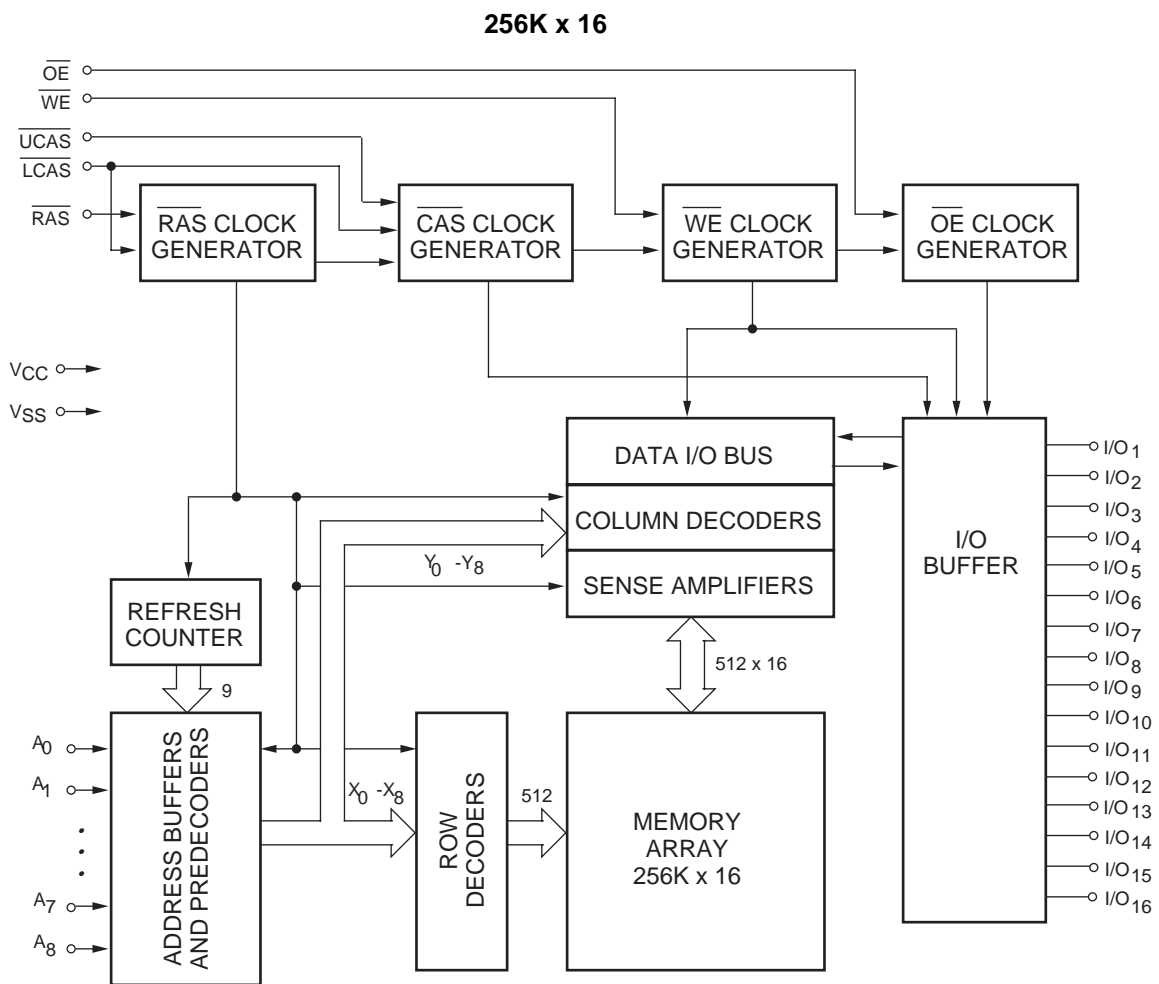 256K x 16
OE
WE
UCAS
LCAS
RAS
RAS CLOCK
GENERATOR
CAS CLOCK
GENERATOR
WE CLOCK
GENERATOR
OE CLOCK
GENERATOR
VCC
VSS
DATA I/O BUS
COLUMN DECODERS
SENSE AMPLIFIERS
Y0 -Y8
REFRESH
COUNTER
9
512 x 16
I/O
BUFFER
I/O1
I/O2
I/O3
I/O4
I/O5
I/O6
I/O7
I/O8
I/O9
I/O10
I/O11
I/O12
I/O13
I/O14
I/O15
I/O16
A0
A1
A7
A8
ADDRESS BUFFERS
AND PREDECODERS
X0 -X8
ROW
DECODERS
512
MEMORY
ARRAY
256K x 16